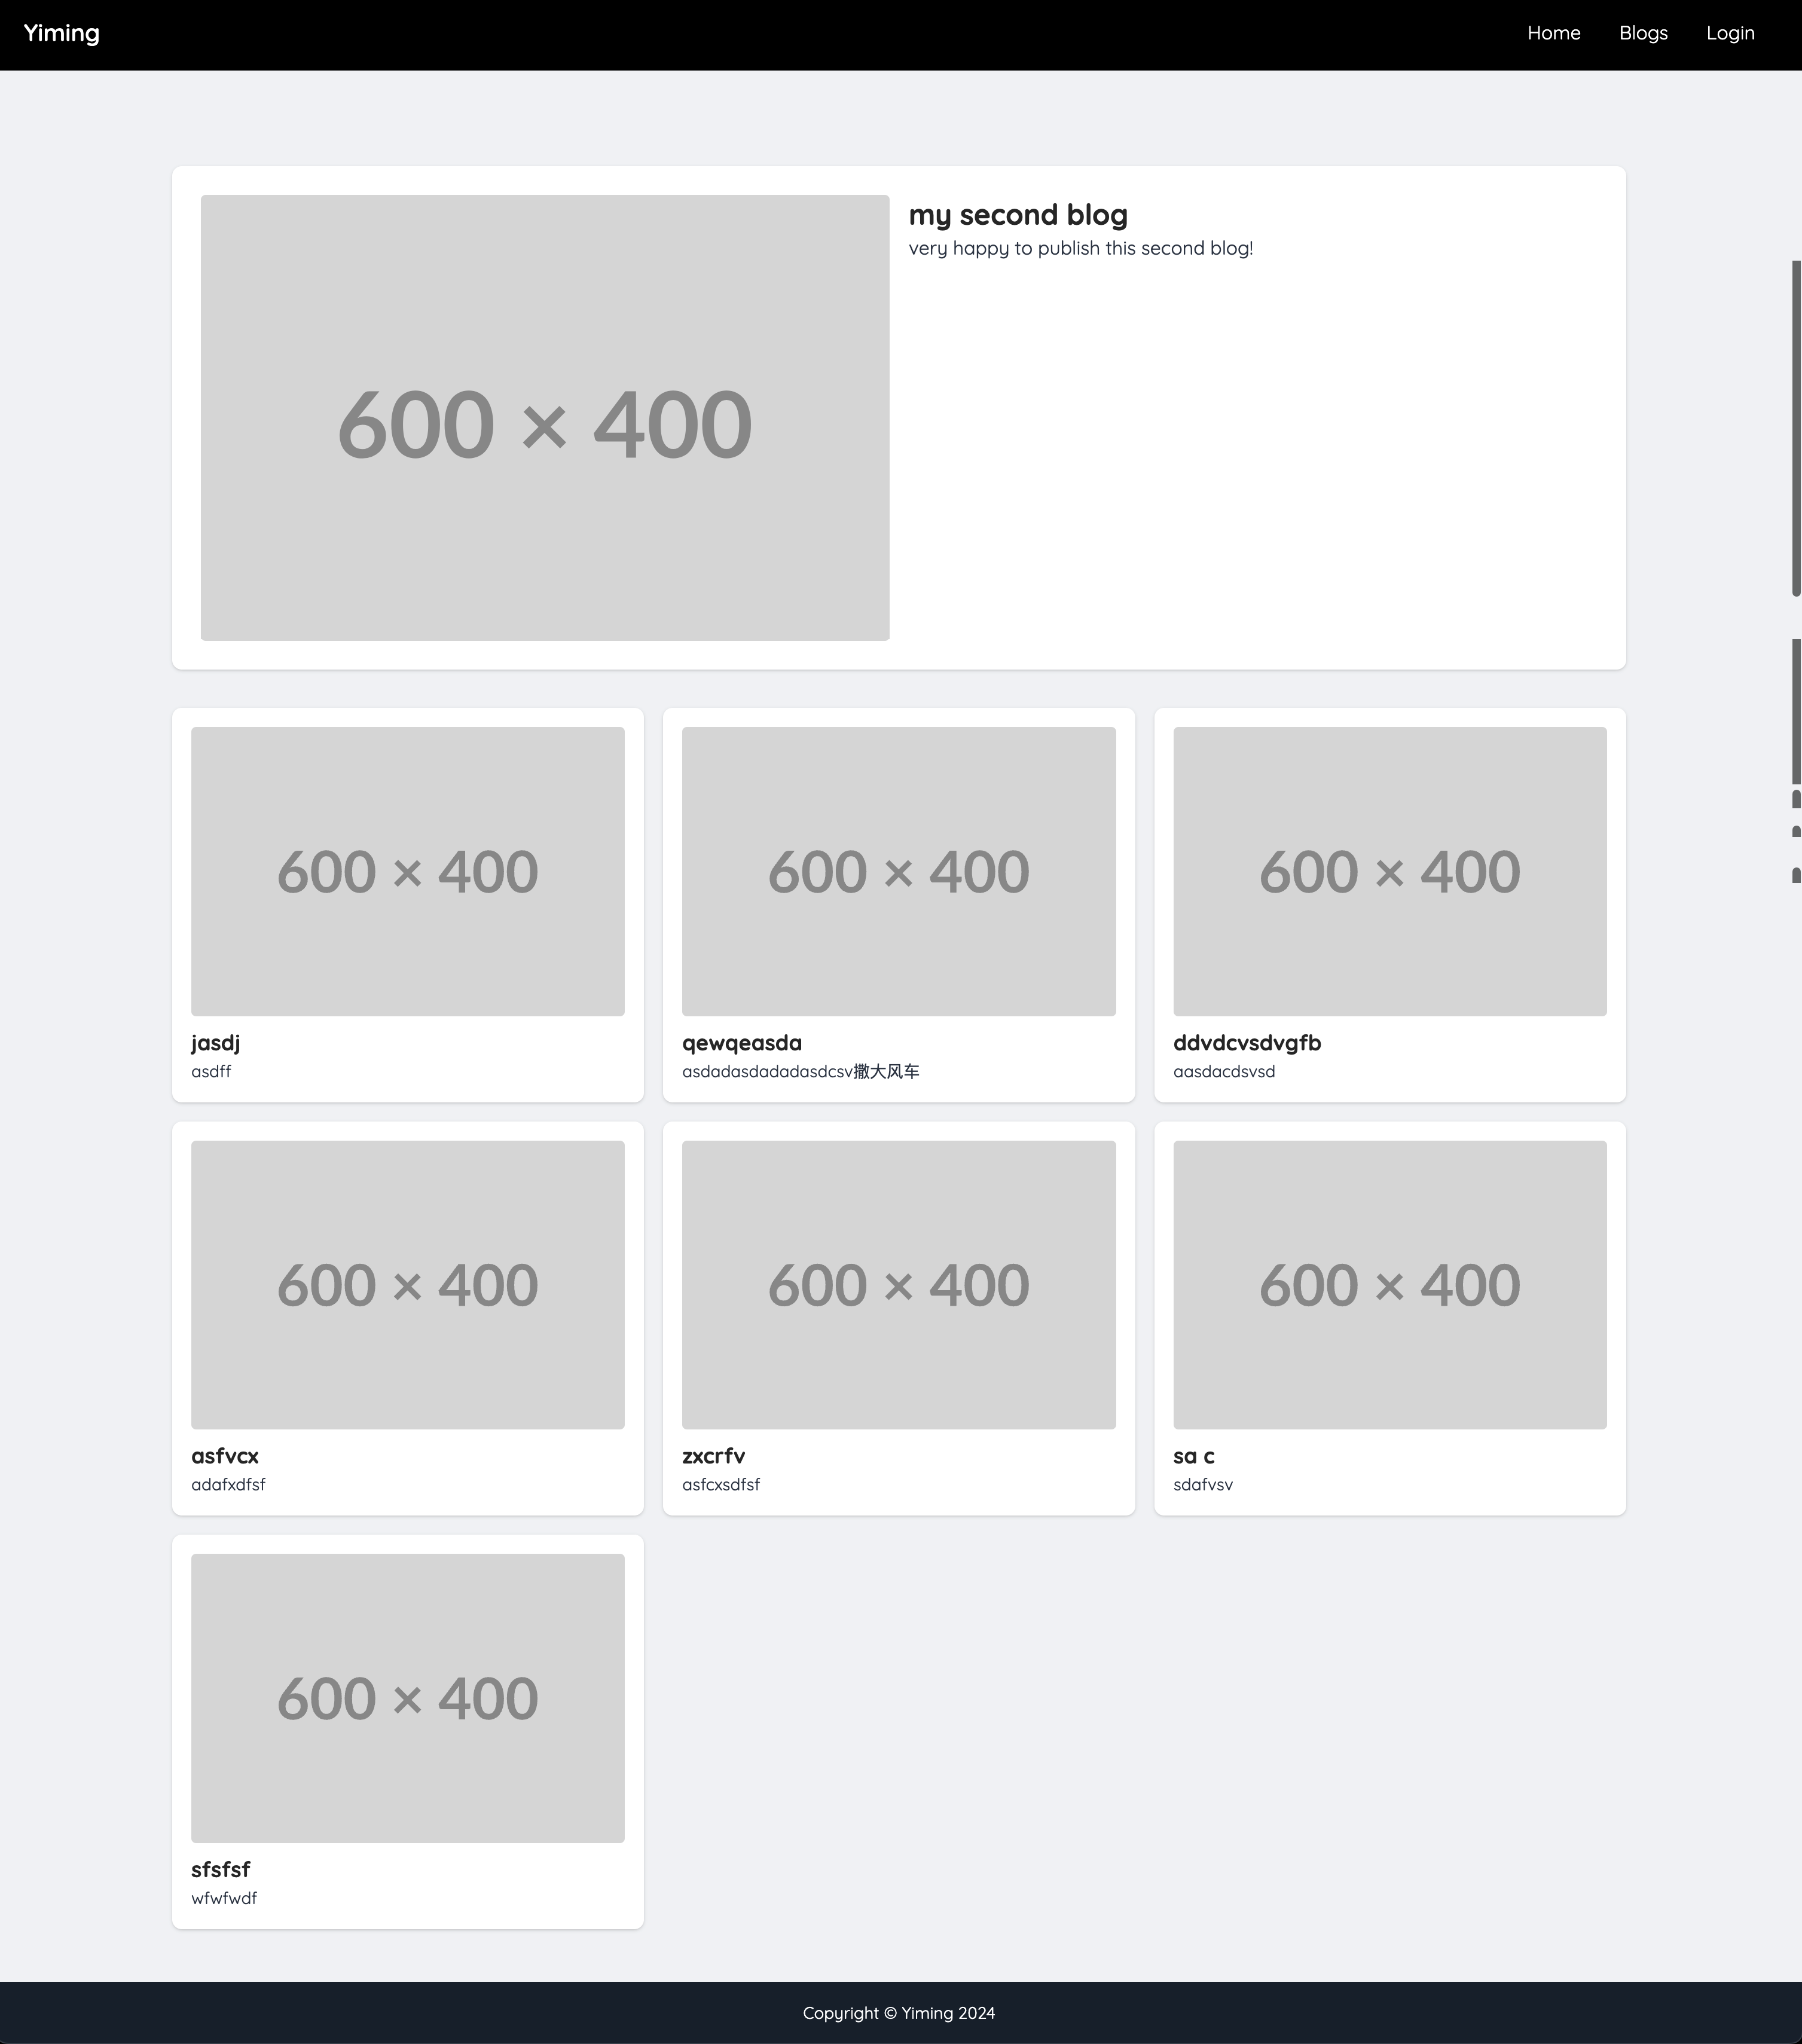 Yiming
Home Blogs Login
600 × 400
my second blog
very happy to publish this second blog!
600 × 400
jasdj
asdff
600 × 400
qewqeasda
asdadasdadadasdcsv撒大风车
600 × 400
ddvdcvsdvgfb
aasdacdsvsd
600 × 400
asfvcx
adafxdfsf
600 × 400
zxcrfv
asfcxsdfsf
600 × 400
sa c
sdafvsv
600 × 400
sfsfsf
wfwfwdf
Copyright © Yiming 2024